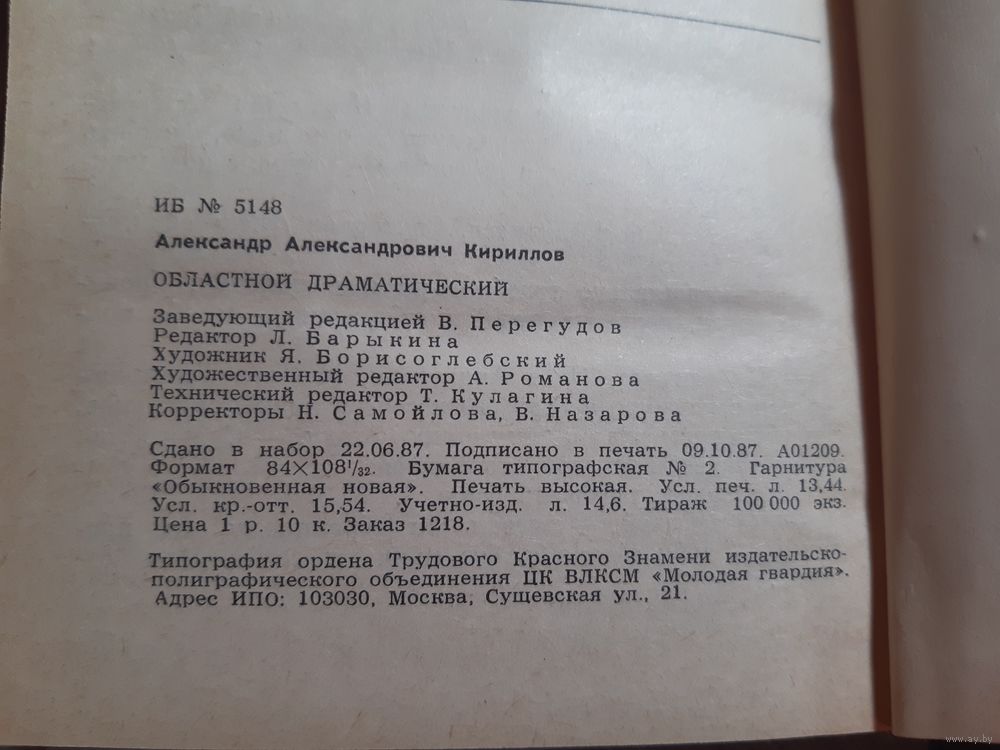 ИБ № 5148
Александр Александрович Кириллов
ОБЛАСТНОЙ ДРАМАТИЧЕСКИЙ
Заведующий редакцией В. Перегудов
Редактор Л. Барыкина
Художник Я. Борисоглебский
Художественный редактор А. Романова
Технический редактор Т. Кулагина
Корректоры Н. Самойлова, В. Назарова
Сдано в набор 22.06.87. Подписано в печать 09.10.87. А01209.
Формат 84×108¹/₃₂. Бумага типографская № 2. Гарнитура
«Обыкновенная новая». Печать высокая. Усл. печ. л. 13,44.
Усл. кр.-отт. 15,54. Учетно-изд. л. 14,6. Тираж 100 000 экз.
Цена 1 р. 10 к. Заказ 1218.
Типография ордена Трудового Красного Знамени издательско-
полиграфического объединения ЦК ВЛКСМ «Молодая гвардия».
Адрес ИПО: 103030, Москва, Сущевская ул., 21.
www.ay.by